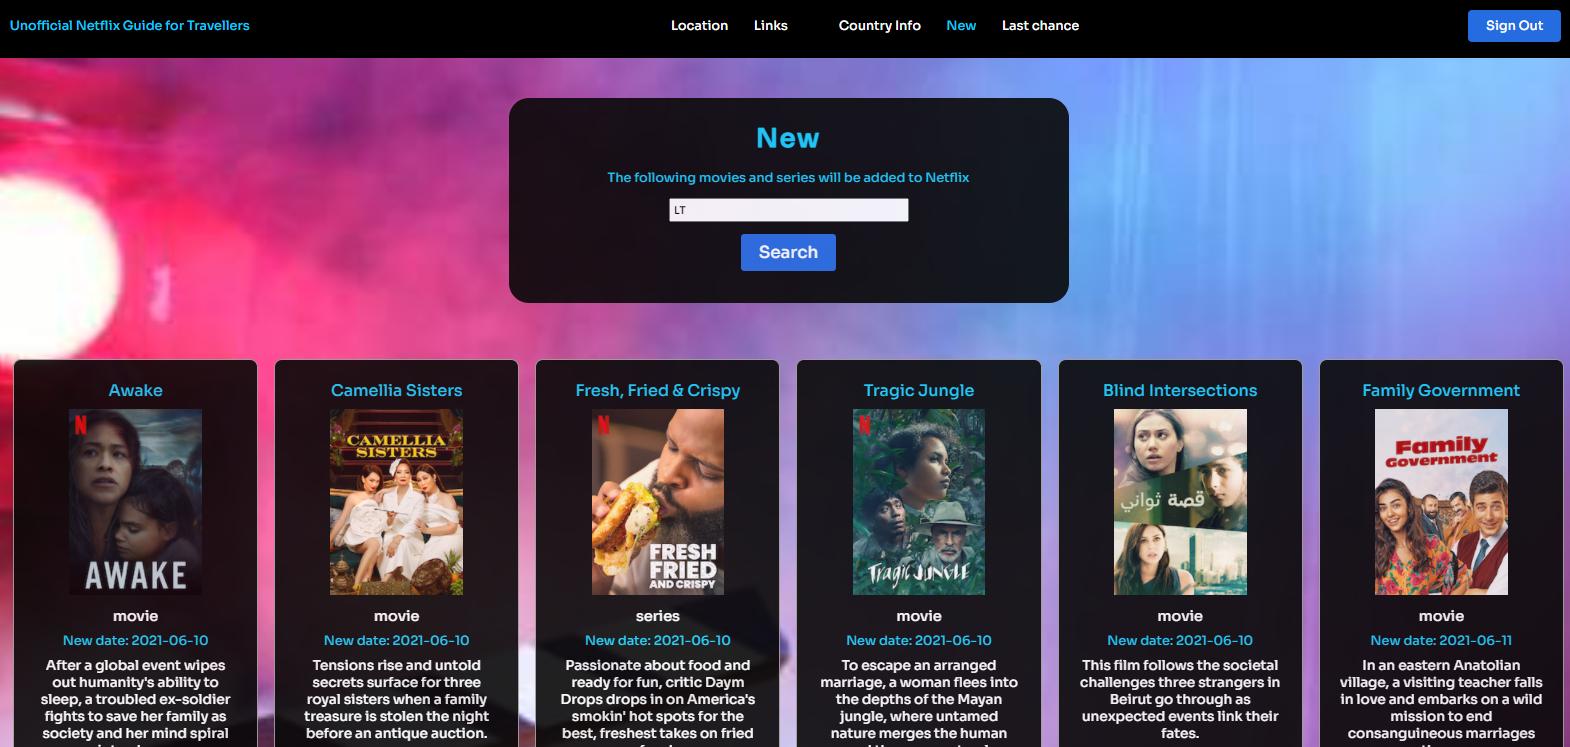 Unofficial Netflix Guide for Travellers
Location
Links
Country Info
New
Last chance
Sign Out
New
The following movies and series will be added to Netflix
LT
Search
Awake
N
AWAKE
movie
New date: 2021-06-10
After a global event wipes
out humanity's ability to
sleep, a troubled ex-soldier
fights to save her family as
society and her mind spiral
Camellia Sisters
CAMELLIA
SISTERS
movie
New date: 2021-06-10
Tensions rise and untold
secrets surface for three
royal sisters when a family
treasure is stolen the night
before an antique auction.
Fresh, Fried & Crispy
N
FRESH
FRIED
AND CRISPY
series
New date: 2021-06-10
Passionate about food and
ready for fun, critic Daym
Drops drops in on America's
smokin' hot spots for the
best, freshest takes on fried
Tragic Jungle
N
Tragic JUNGLE
movie
New date: 2021-06-10
To escape an arranged
marriage, a woman flees into
the depths of the Mayan
jungle, where untamed
nature merges the human
Blind Intersections
قصة ثواني
movie
New date: 2021-06-10
This film follows the societal
challenges three strangers in
Beirut go through as
unexpected events link their
fates.
Family Government
Family
Government
movie
New date: 2021-06-11
In an eastern Anatolian
village, a visiting teacher falls
in love and embarks on a wild
mission to end
consanguineous marriages